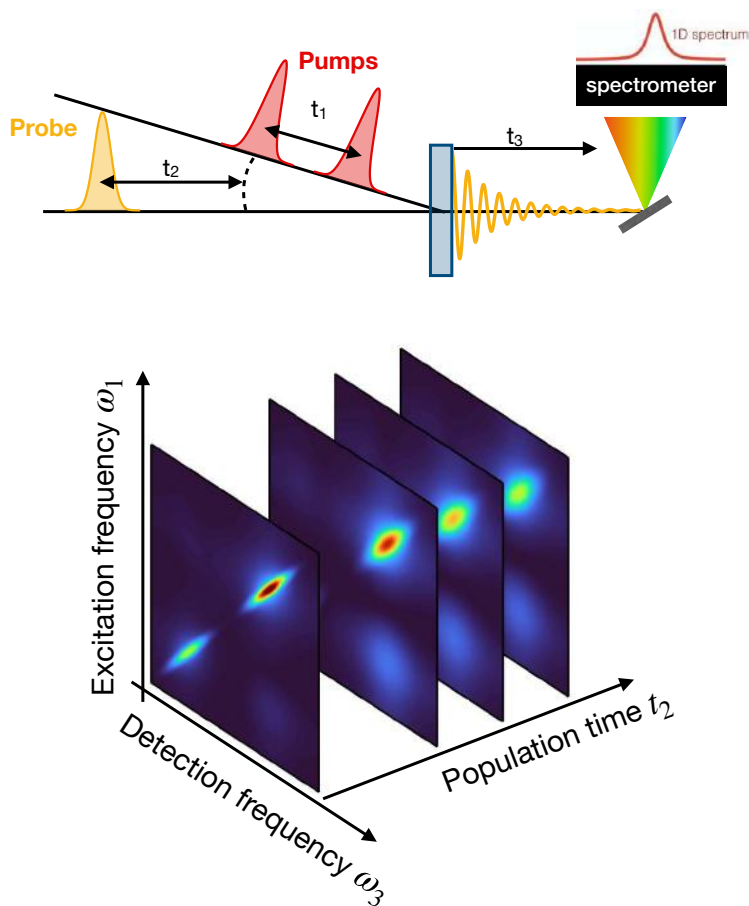 1D spectrum
spectrometer
Pumps
Probe
t₁
t₂
t₃
Excitation frequency ω₁
Detection frequency ω₃
Population time t₂